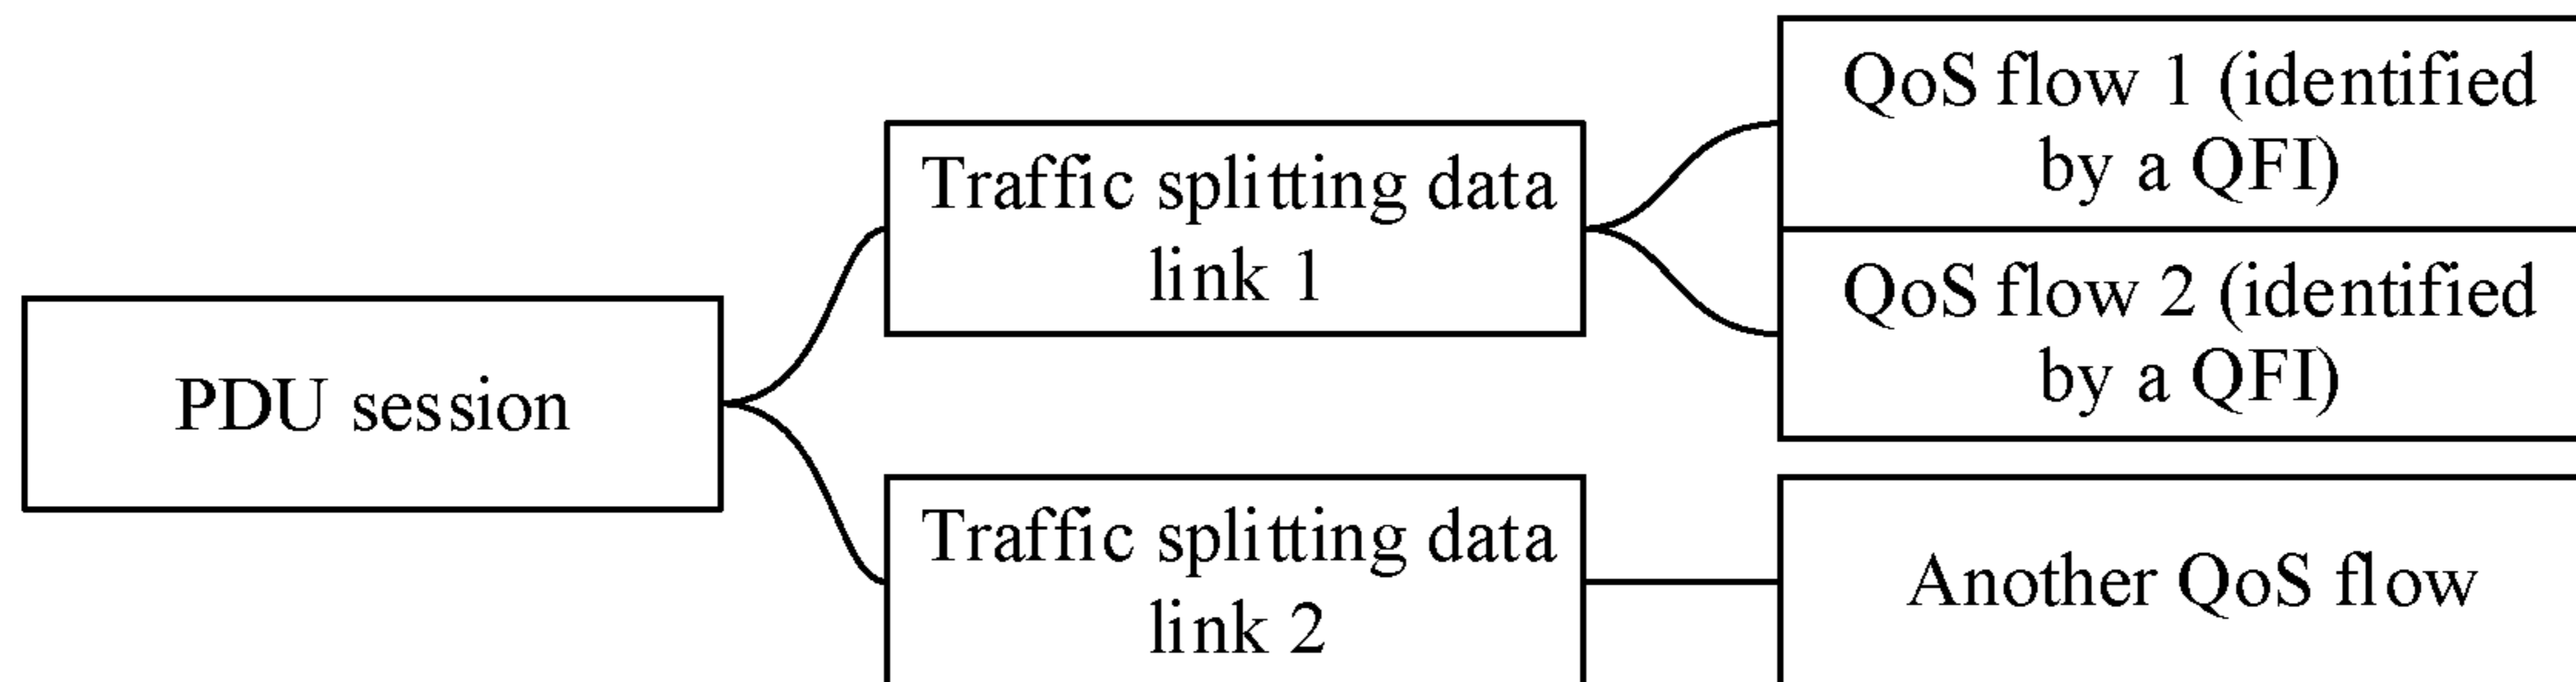 PDU session
Traffic splitting data
link 1
QoS flow 1 (identified
by a QFI)
QoS flow 2 (identified
by a QFI)
Traffic splitting data
link 2
Another QoS flow